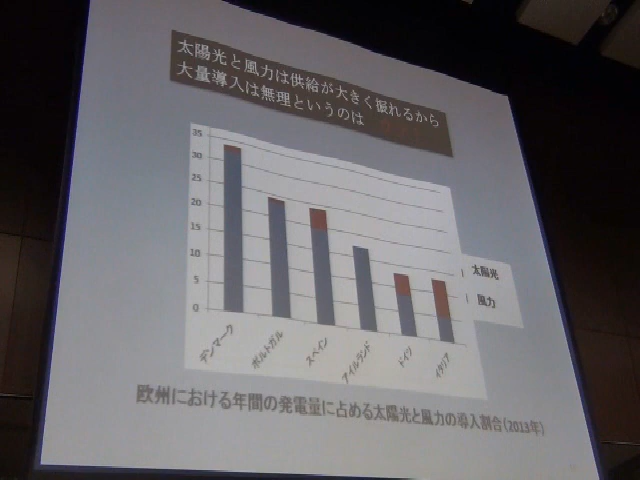 太陽光と風力は供給が大きく振れるから
大量導入は無理というのは
35
30
25
20
15
10
5
0
デンマーク
ポルトガル
スペイン
アイルランド
ドイツ
イタリア
太陽光
風力
欧州における年間の発電量に占める太陽光と風力の導入割合(2013年)